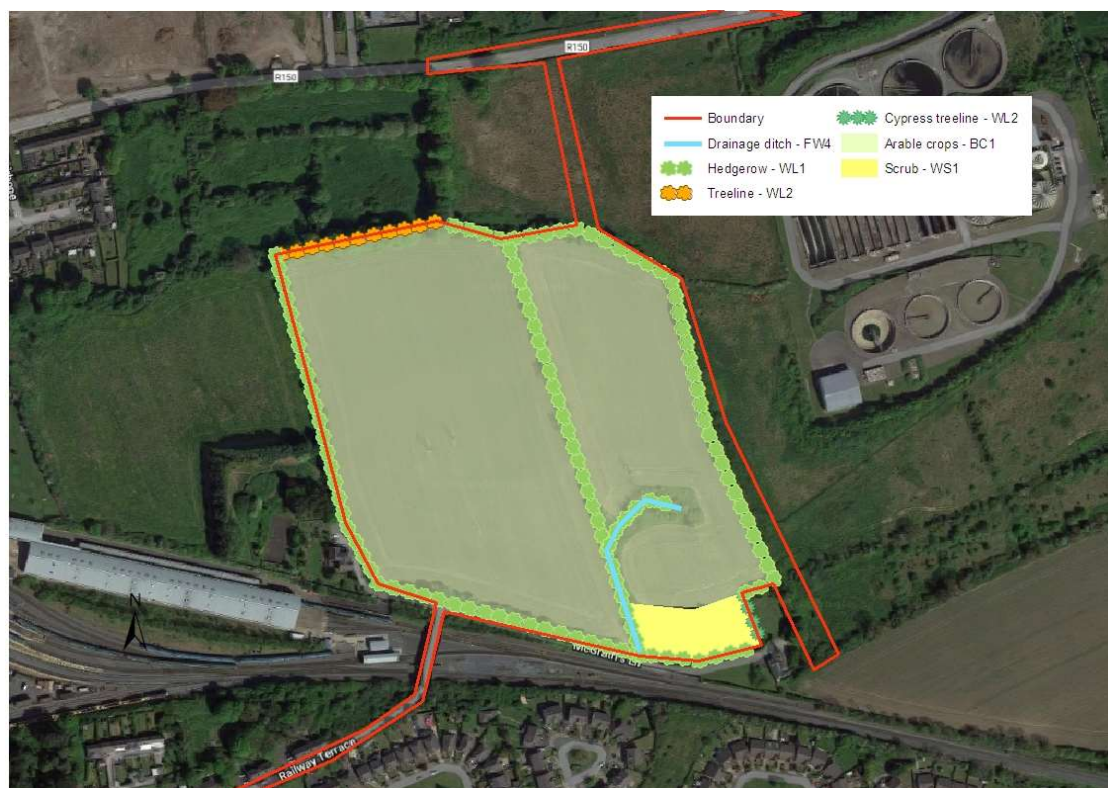 R150
R150
Boundary
Drainage ditch - FW4
Hedgerow - WL1
Treeline - WL2
Cypress treeline - WL2
Arable crops - BC1
Scrub - WS1
N
Railway Terrace